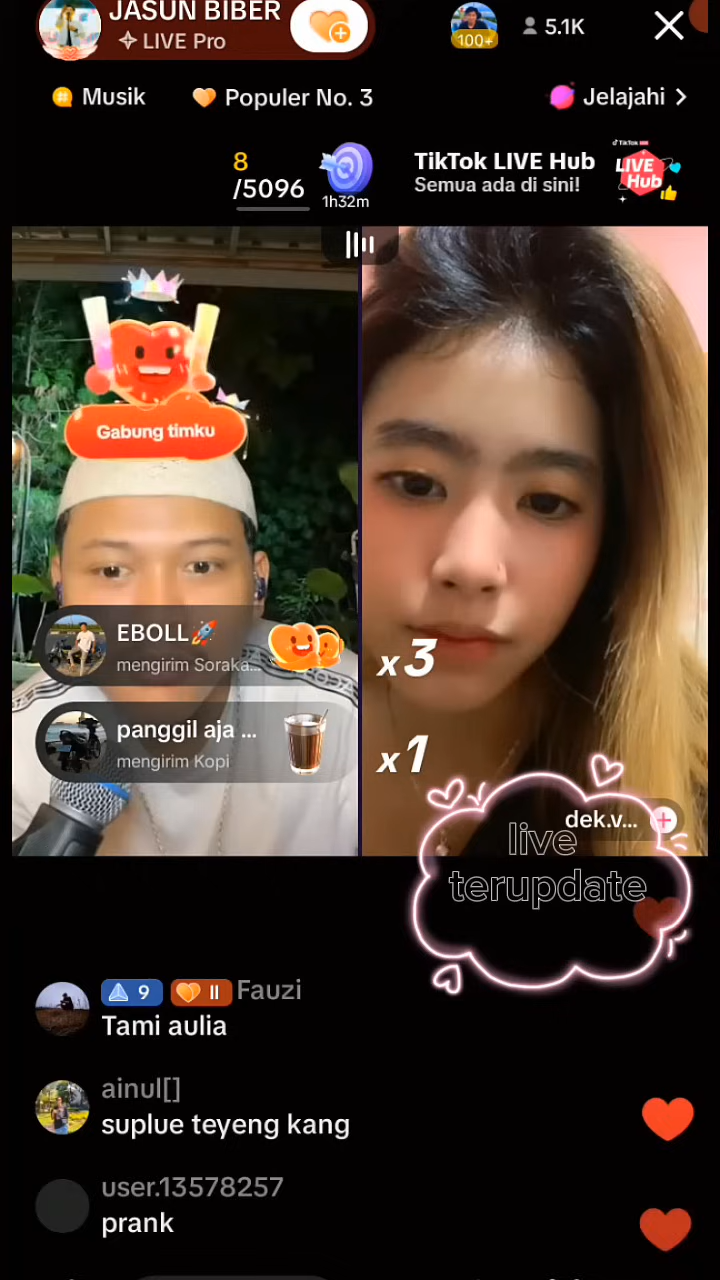 JASUN BIBER
LIVE Pro
100+
5.1K
Musik
Populer No. 3
Jelajahi
8
/5096
1h32m
TikTok LIVE Hub
Semua ada di sini!
TikTok
LIVE
Hub
Gabung timku
EBOLL
mengirim Soraka...
x3
panggil aja ...
mengirim Kopi
x1
dek.v...
live
terupdate
9
II
Fauzi
Tami aulia
ainul[]
suplue teyeng kang
user.13578257
prank